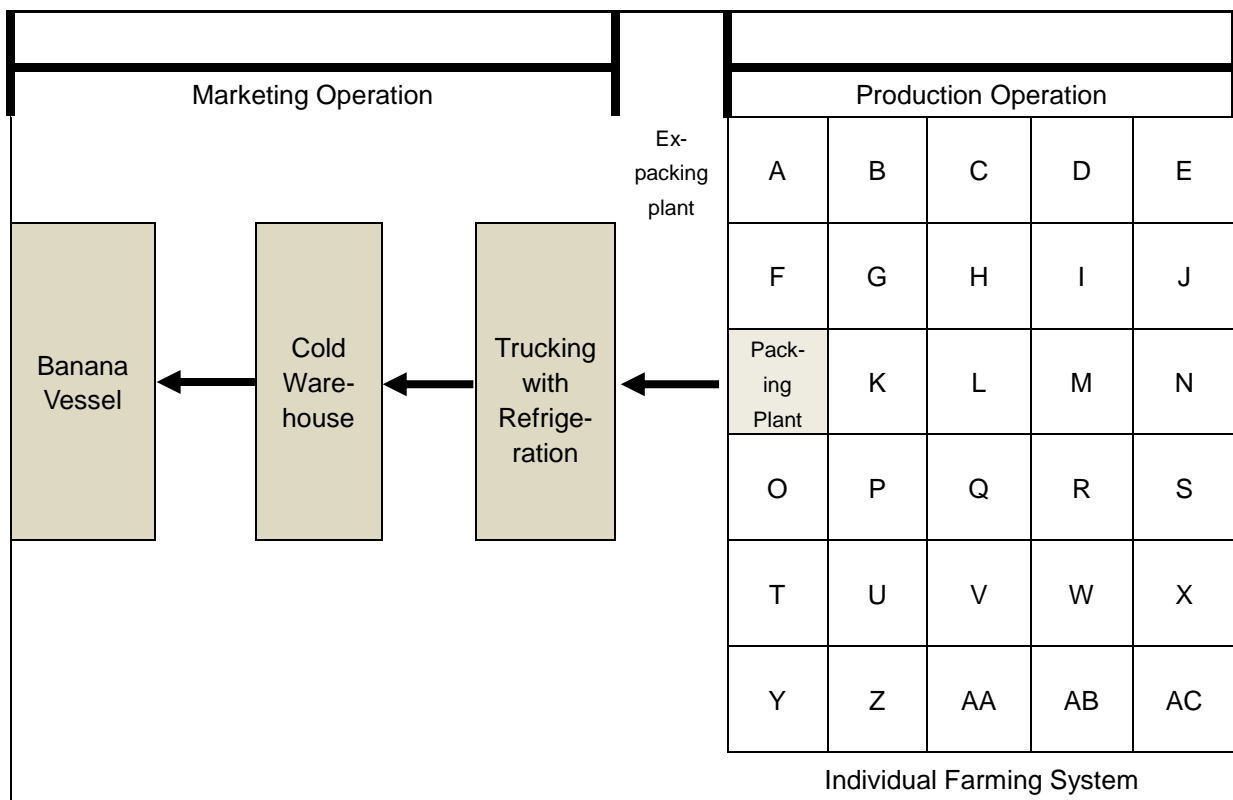 Marketing Operation
Production Operation
Ex-
packing
plant
A B C D E
F G H I J
Banana
Vessel
Cold
Ware-
house
Trucking
with
Refrige-
ration
Pack-
ing
Plant
K L M N
O P Q R S
T U V W X
Y Z AA AB AC
Individual Farming System